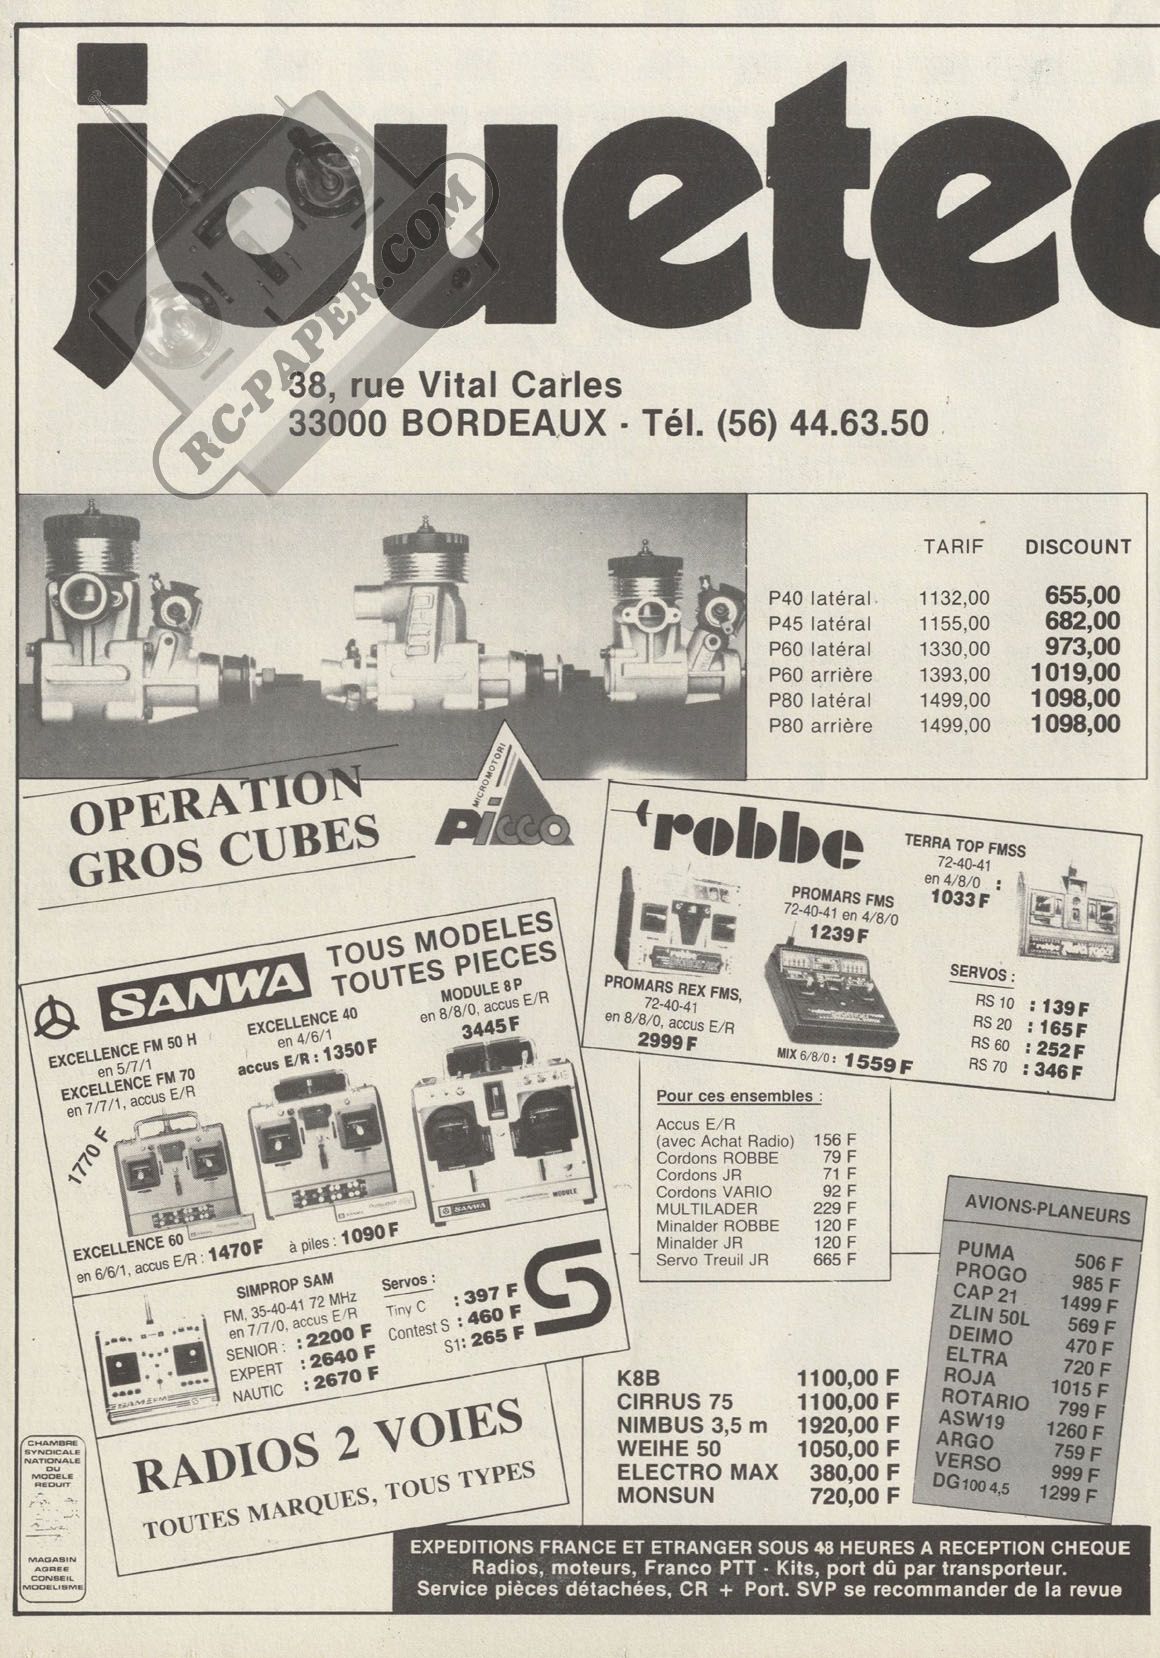 jouetec
RC-PAPER.COM
38, rue Vital Carles
33000 BORDEAUX - Tél. (56) 44.63.50
TARIF DISCOUNT
P40 latéral 1132,00 655,00
P45 latéral 1155,00 682,00
P60 latéral 1330,00 973,00
P60 arrière 1393,00 1019,00
P80 latéral 1499,00 1098,00
P80 arrière 1499,00 1098,00
OPERATION
GROS CUBES
MICROMOTORI
PICCO
robbe
TERRA TOP FMSS
72-40-41
en 4/8/0 :
1033 F
PROMARS FMS
72-40-41 en 4/8/0
1239 F
PROMARS REX FMS,
72-40-41
en 8/8/0, accus E/R
2999 F
MIX 6/8/0 : 1559 F
SERVOS :
RS 10 : 139 F
RS 20 : 165 F
RS 60 : 252 F
RS 70 : 346 F
SANWA
TOUS MODELES
TOUTES PIECES
EXCELLENCE FM 50 H
en 5/7/1
EXCELLENCE FM 70
en 7/7/1, accus E/R
1770 F
EXCELLENCE 40
en 4/6/1
accus E/R : 1350 F
MODULE 8 P
en 8/8/0, accus E/R
3445 F
SANWA
MODULE
EXCELLENCE 60
en 6/6/1, accus E/R : 1470 F
à piles : 1090 F
SIMPROP SAM
FM, 35-40-41 72 MHz
en 7/7/0, accus E/R
SENIOR : : 2200 F
EXPERT : 2640 F
NAUTIC : 2670 F
Servos :
Tiny C : 397 F
Contest S : 460 F
S1 : 265 F
Pour ces ensembles :
Accus E/R
(avec Achat Radio) 156 F
Cordons ROBBE 79 F
Cordons JR 71 F
Cordons VARIO 92 F
MULTILADER 229 F
Minalder ROBBE 120 F
Minalder JR 120 F
Servo Treuil JR 665 F
AVIONS-PLANEURS
PUMA 506 F
PROGO 985 F
CAP 21 1499 F
ZLIN 50L 569 F
DEIMO 470 F
ELTRA 720 F
ROJA 1015 F
ROTARIO 799 F
ASW19 1260 F
ARGO 759 F
VERSO 999 F
DG100 4,5 1299 F
K8B 1100,00 F
CIRRUS 75 1100,00 F
NIMBUS 3,5 m 1920,00 F
WEIHE 50 1050,00 F
ELECTRO MAX 380,00 F
MONSUN 720,00 F
RADIOS 2 VOIES
TOUTES MARQUES, TOUS TYPES
CHAMBRE
SYNDICALE
NATIONALE
DU
MODELE
REDUIT
MAGASIN
AGREE
CONSEIL
MODELISME
EXPEDITIONS FRANCE ET ETRANGER SOUS 48 HEURES A RECEPTION CHEQUE
Radios, moteurs, Franco PTT - Kits, port dû par transporteur.
Service pièces détachées, CR + Port. SVP se recommander de la revue